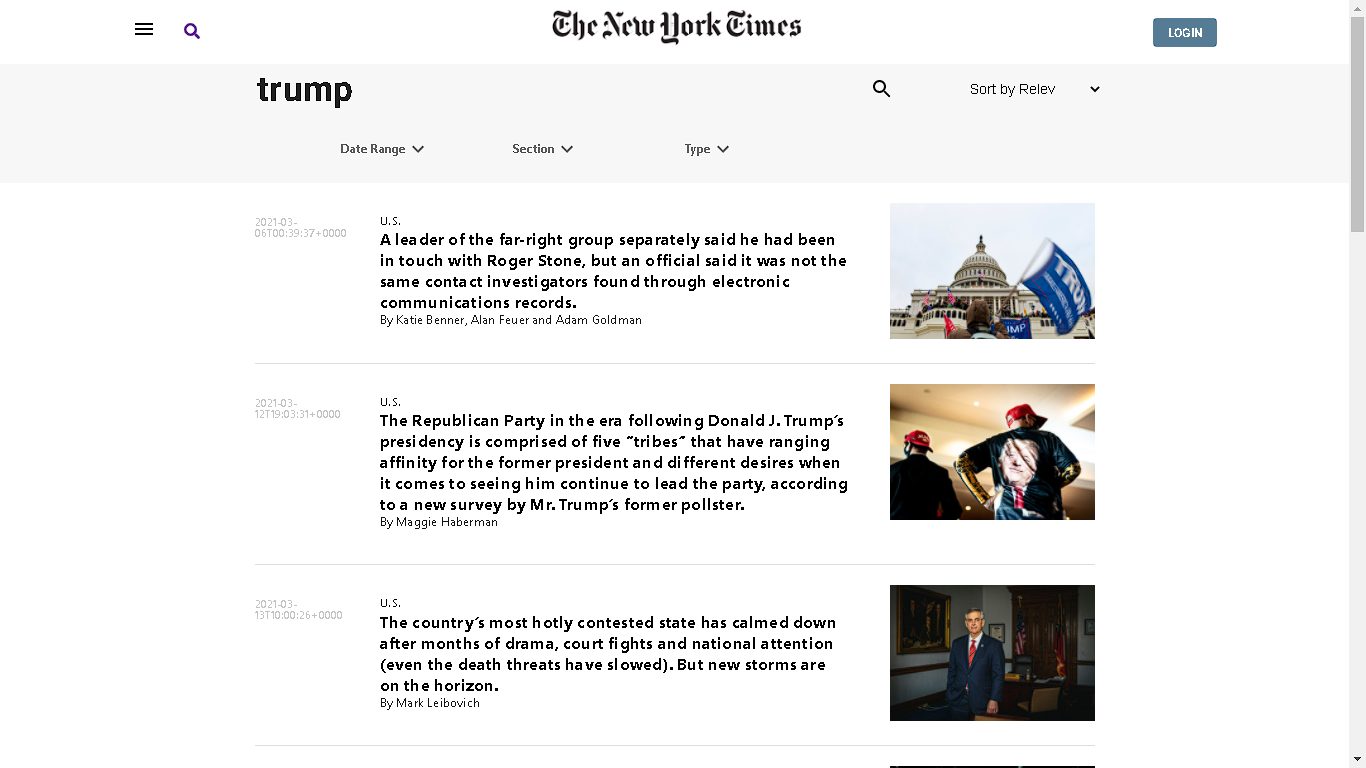 The New York Times
LOGIN
trump
Sort by Relev
Date Range
Section
Type
2021-03-
06T00:39:37+0000
U.S.
A leader of the far-right group separately said he had been
in touch with Roger Stone, but an official said it was not the
same contact investigators found through electronic
communications records.
By Katie Benner, Alan Feuer and Adam Goldman
TRUMP
2021-03-
12T19:03:31+0000
U.S.
The Republican Party in the era following Donald J. Trump’s
presidency is comprised of five “tribes” that have ranging
affinity for the former president and different desires when
it comes to seeing him continue to lead the party, according
to a new survey by Mr. Trump’s former pollster.
By Maggie Haberman
2021-03-
13T10:00:26+0000
U.S.
The country’s most hotly contested state has calmed down
after months of drama, court fights and national attention
(even the death threats have slowed). But new storms are
on the horizon.
By Mark Leibovich